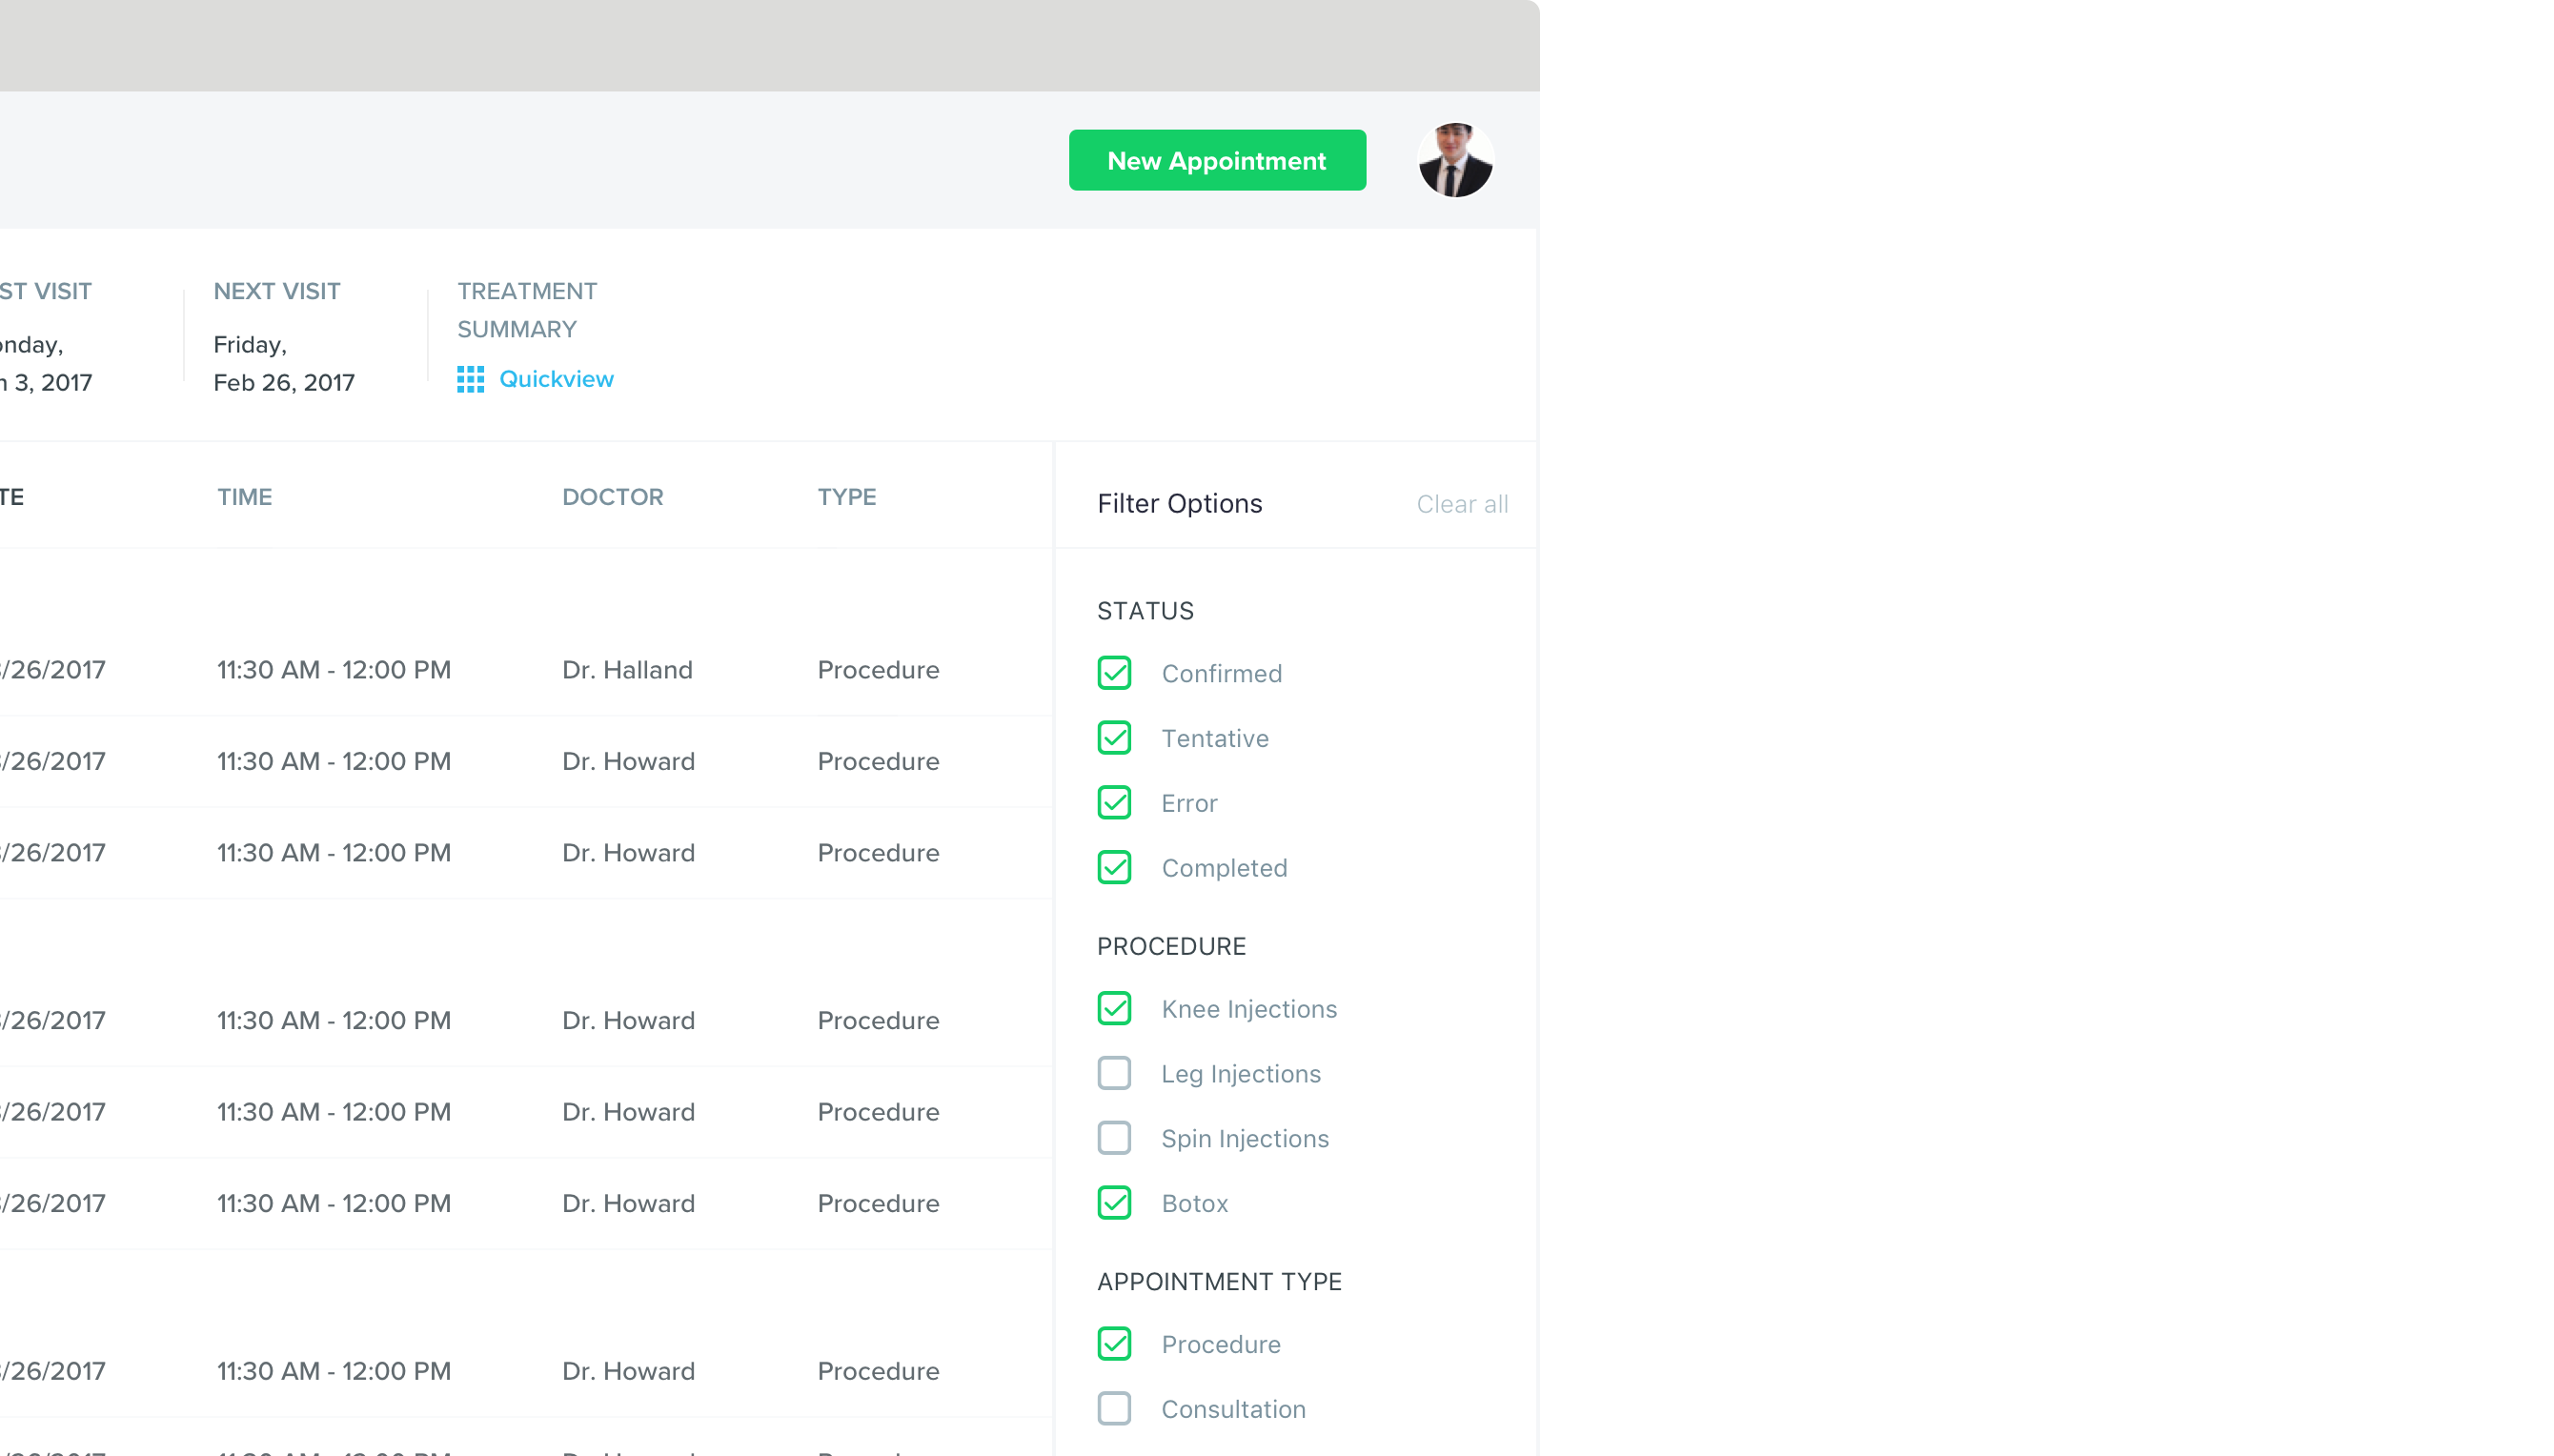 New Appointment
ST VISIT
NEXT VISIT
TREATMENT
SUMMARY
nday,
Friday,
3, 2017
Feb 26, 2017
Quickview
TE
TIME
DOCTOR
TYPE
Filter Options
Clear all
/26/2017
11:30 AM - 12:00 PM
Dr. Halland
Procedure
/26/2017
11:30 AM - 12:00 PM
Dr. Howard
Procedure
/26/2017
11:30 AM - 12:00 PM
Dr. Howard
Procedure
/26/2017
11:30 AM - 12:00 PM
Dr. Howard
Procedure
/26/2017
11:30 AM - 12:00 PM
Dr. Howard
Procedure
/26/2017
11:30 AM - 12:00 PM
Dr. Howard
Procedure
/26/2017
11:30 AM - 12:00 PM
Dr. Howard
Procedure
STATUS
Confirmed
Tentative
Error
Completed
PROCEDURE
Knee Injections
Leg Injections
Spin Injections
Botox
APPOINTMENT TYPE
Procedure
Consultation